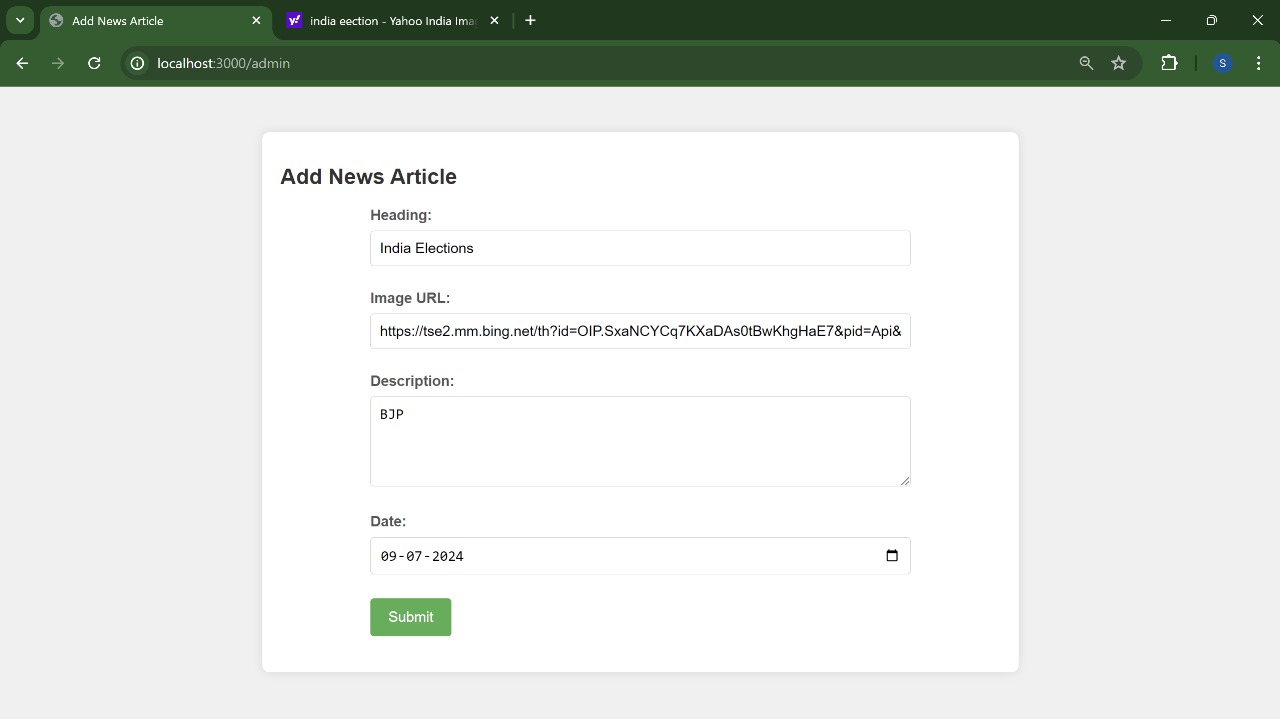 Add News Article
india eection - Yahoo India Ima
localhost:3000/admin
S
Add News Article
Heading:
India Elections
Image URL:
https://tse2.mm.bing.net/th?id=OIP.SxaNCYCq7KXaDAs0tBwKhgHaE7&pid=Api&
Description:
BJP
Date:
09-07-2024
Submit